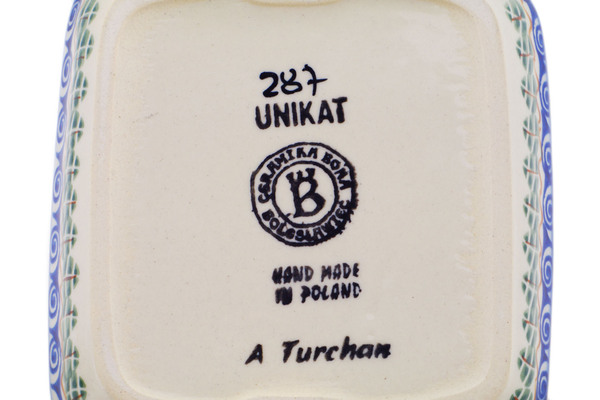 287
UNIKAT
CERAMIKA BONA
B
BOLESŁAWIEC
HAND MADE
IN POLAND
A Turchan